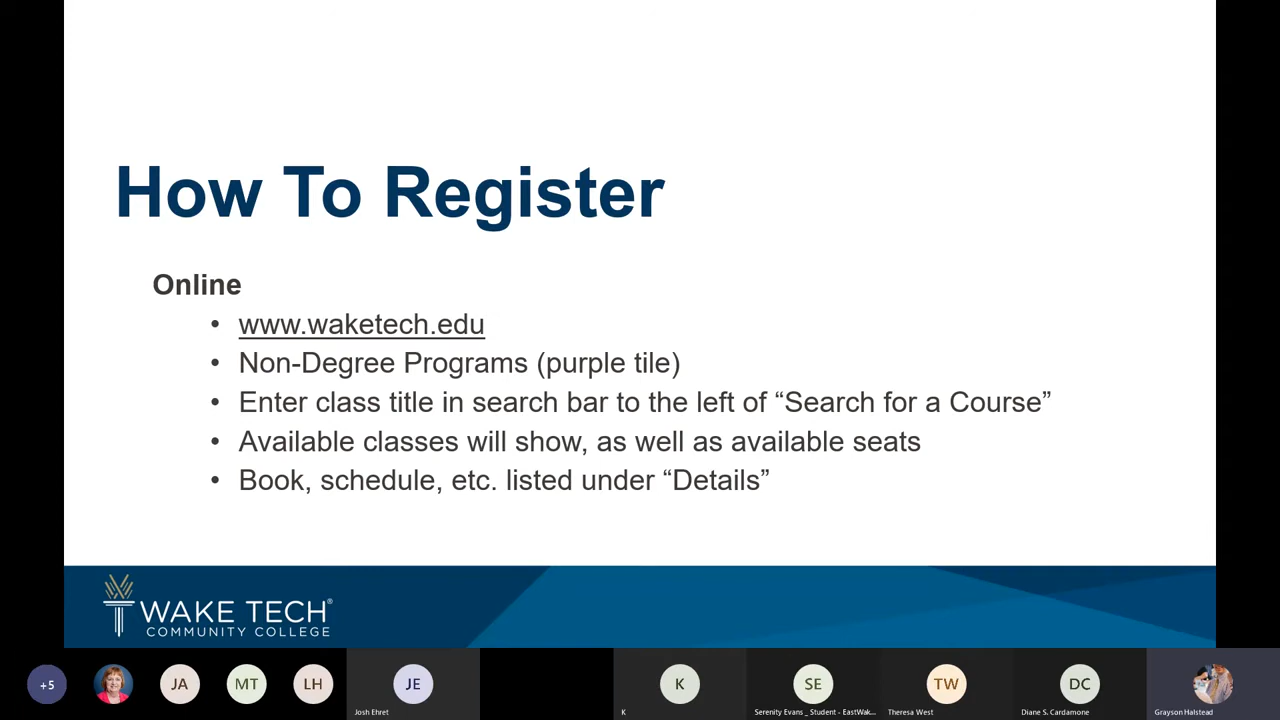 How To Register
Online
• www.waketech.edu
• Non-Degree Programs (purple tile)
• Enter class title in search bar to the left of “Search for a Course”
• Available classes will show, as well as available seats
• Book, schedule, etc. listed under “Details”
WAKE TECH®
COMMUNITY COLLEGE
+5 JA MT LH JE K SE TW DC
Josh Ehret K Serenity Evans _ Student - EastWak... Theresa West Diane S. Cardamone Grayson Halstead